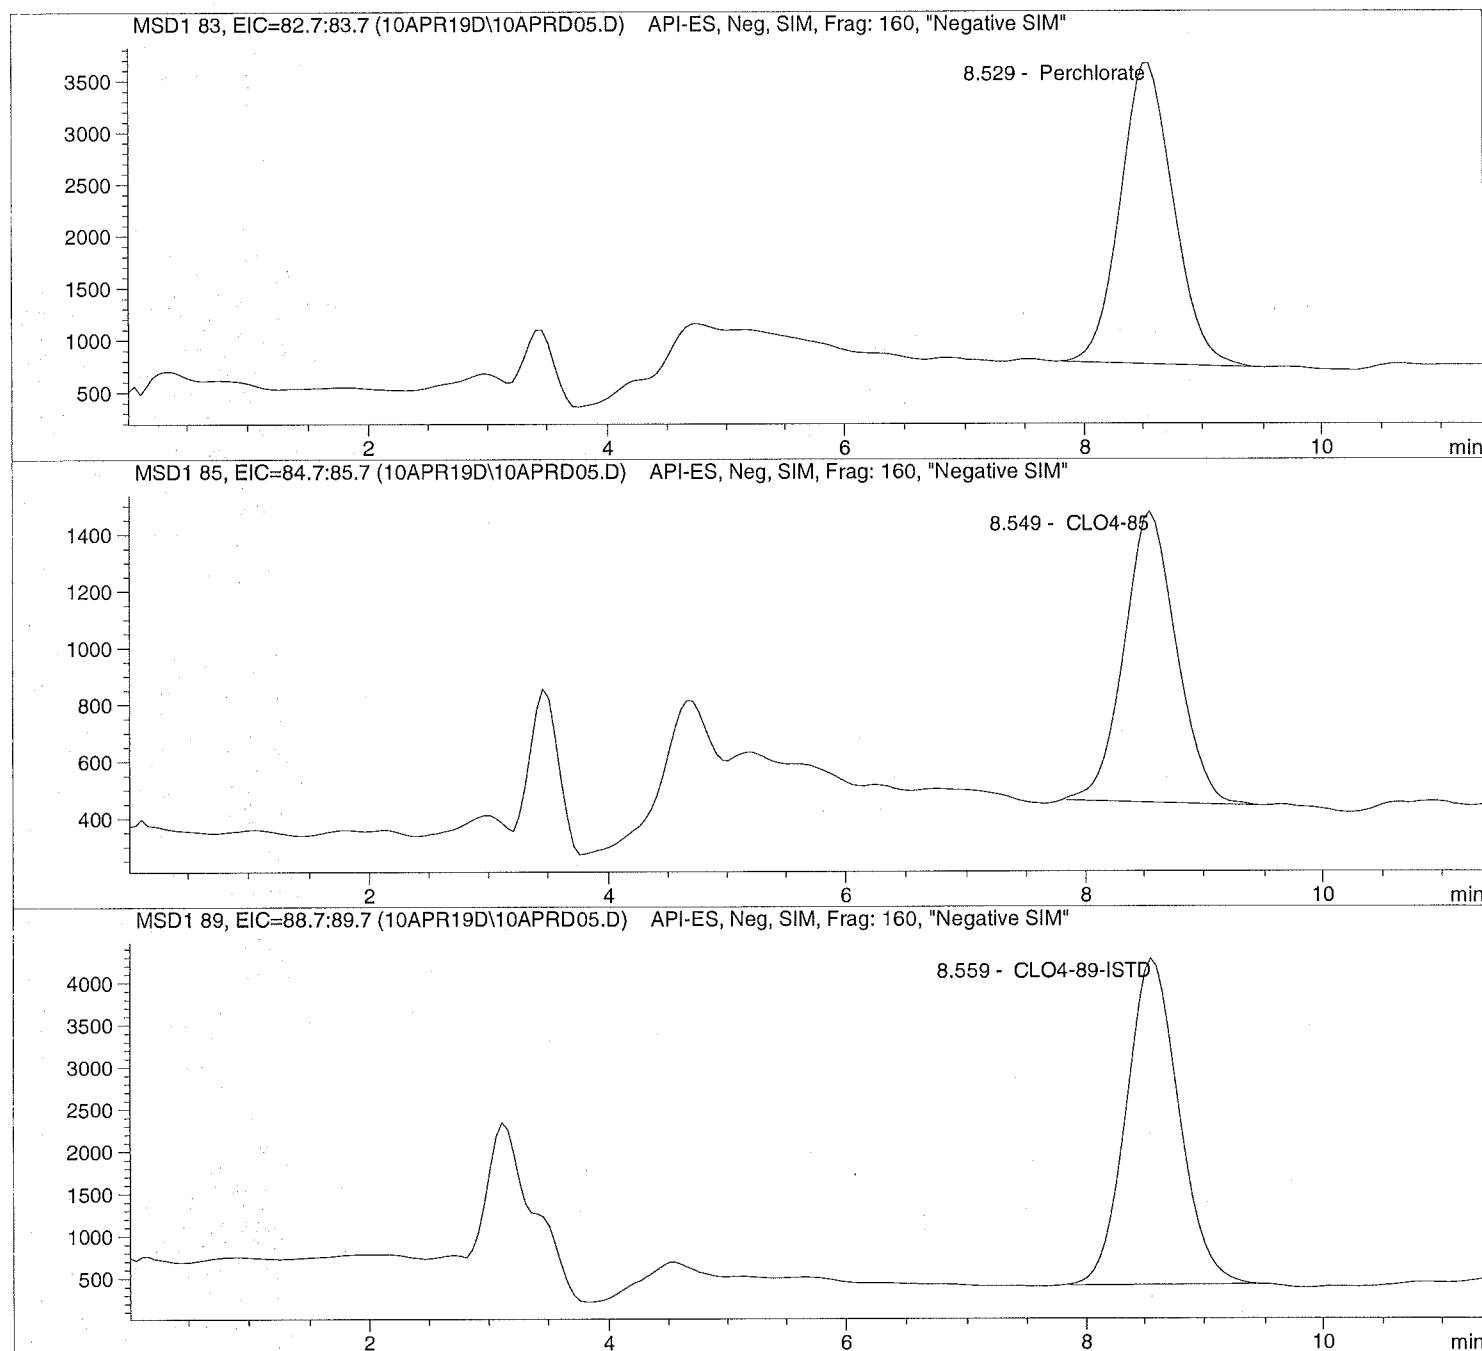 MSD1 83, EIC=82.7:83.7 (10APR19D\10APRD05.D) API-ES, Neg, SIM, Frag: 160, "Negative SIM"
8.529 - Perchlorate
3500
3000
2500
2000
1500
1000
500
2 4 6 8 10 min
MSD1 85, EIC=84.7:85.7 (10APR19D\10APRD05.D) API-ES, Neg, SIM, Frag: 160, "Negative SIM"
8.549 - CLO4-85
1400
1200
1000
800
600
400
2 4 6 8 10 min
MSD1 89, EIC=88.7:89.7 (10APR19D\10APRD05.D) API-ES, Neg, SIM, Frag: 160, "Negative SIM"
8.559 - CLO4-89-ISTD
4000
3500
3000
2500
2000
1500
1000
500
2 4 6 8 10 min